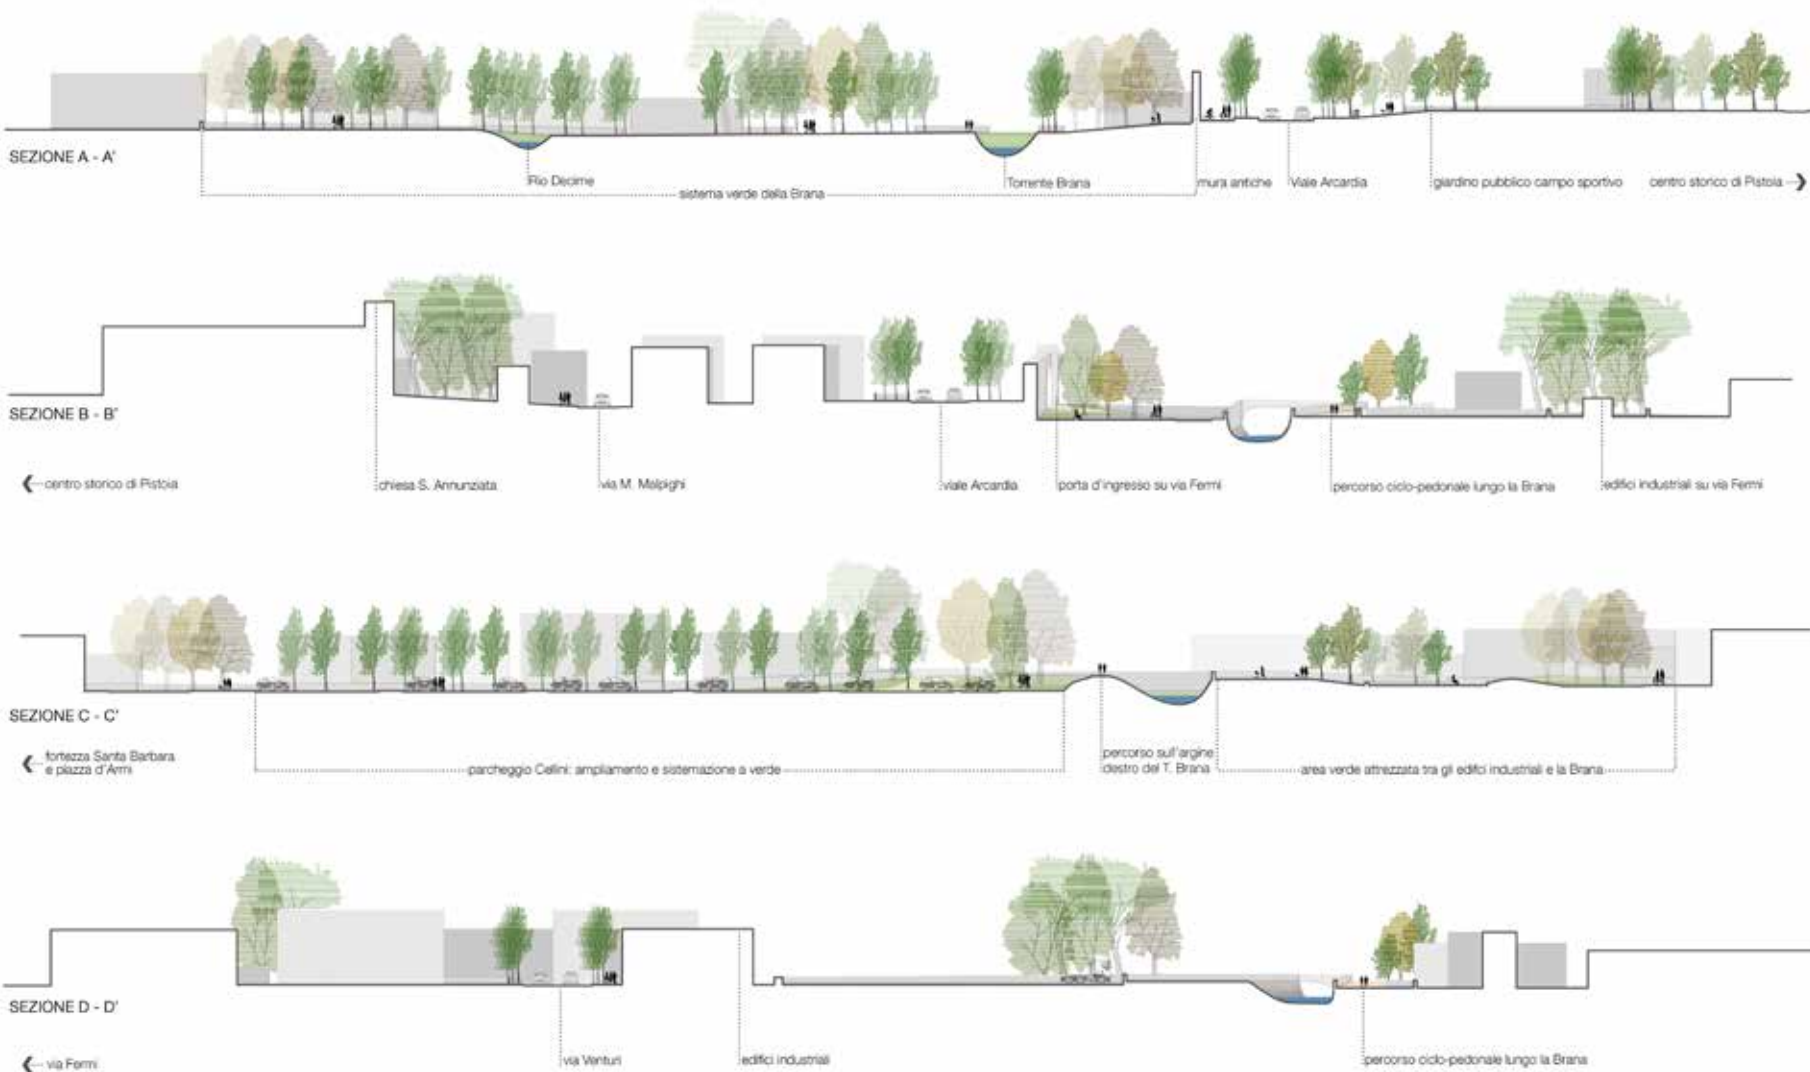 SEZIONE A - A'
Rio Decime
sistema verde della Brana
Torrente Brana
mura antiche
Viale Arcardia
giardino pubblico campo sportivo
centro storico di Pistoia
SEZIONE B - B'
centro storico di Pistoia
chiesa S. Annunziata
via M. Malpighi
viale Arcardia
porta d'ingresso su via Fermi
percorso ciclo-pedonale lungo la Brana
edifici industriali su via Fermi
SEZIONE C - C'
fortezza Santa Barbara
e piazza d'Armi
parcheggio Cellini: ampliamento e sistemazione a verde
percorso sull'argine
destro del T. Brana
area verde attrezzata tra gli edifici industriali e la Brana
SEZIONE D - D'
via Fermi
via Venturi
edifici industriali
percorso ciclo-pedonale lungo la Brana